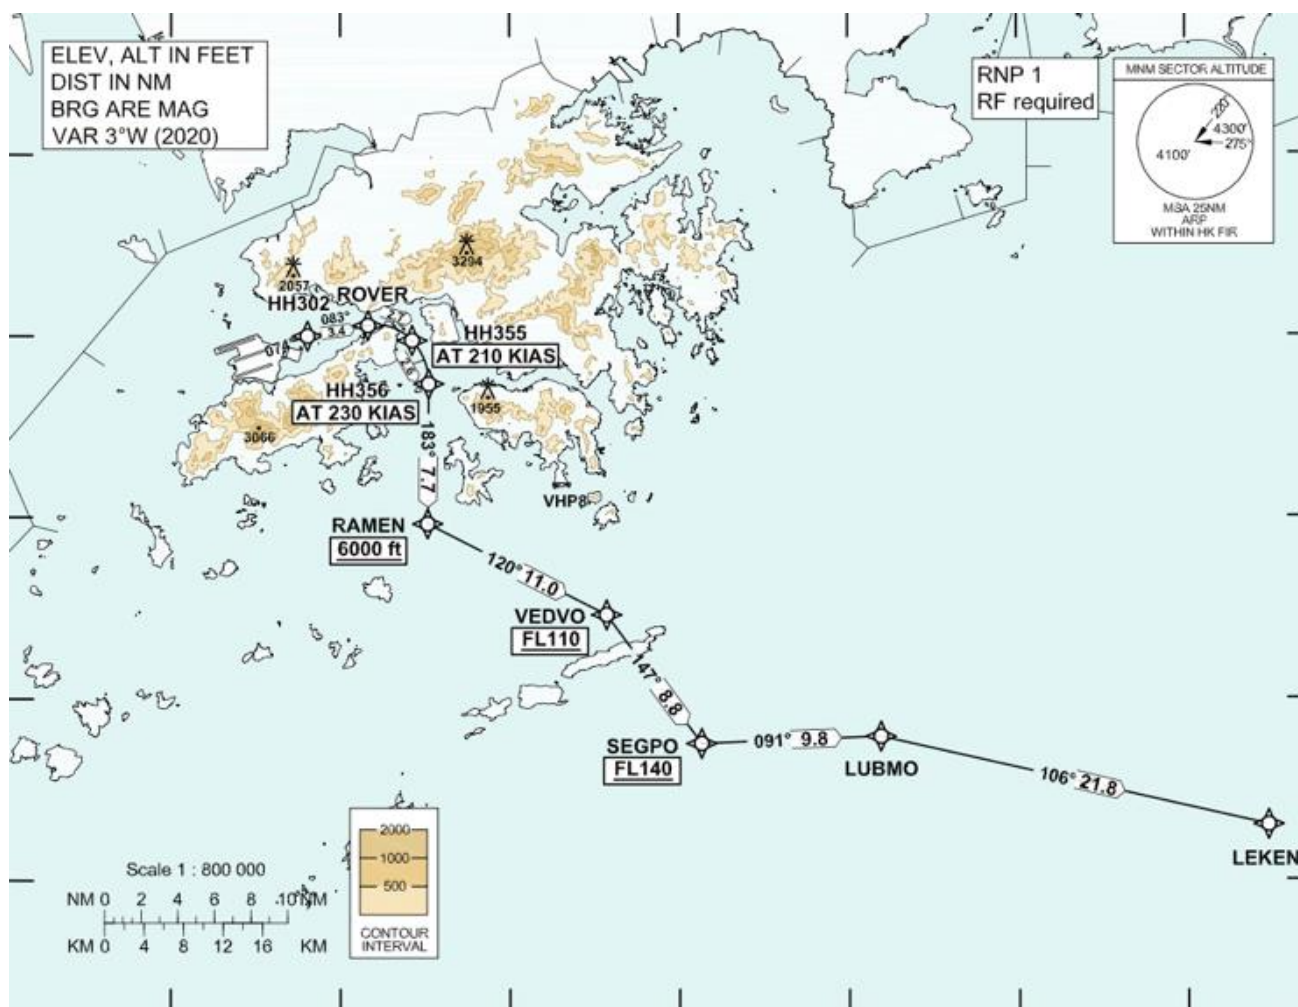 ELEV, ALT IN FEET
DIST IN NM
BRG ARE MAG
VAR 3°W (2020)
RNP 1
RF required
MNM SECTOR ALTITUDE
220°
4300'
275°
4100'
MSA 25NM
ARP
WITHIN HK FIR
3294
2057
HH302
ROVER
083°
3.4
HH355
AT 210 KIAS
2.6
HH356
AT 230 KIAS
1955
3066
183° 7.7
VHP8
RAMEN
6000 ft
120° 11.0
VEDVO
FL110
147° 8.8
SEGPO
FL140
091° 9.8
LUBMO
106° 21.8
LEKEN
Scale 1 : 800 000
NM 0 2 4 6 8 10 NM
KM 0 4 8 12 16 KM
2000
1000
500
CONTOUR
INTERVAL